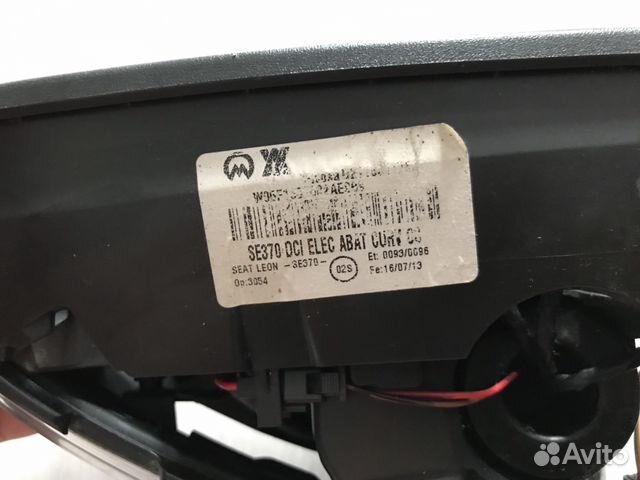 SE370 DCI ELEC ABAT CURV
SEAT LEON -SE370- 02S Et: 0093/0096
Op:3054 Fe:16/07/13
Avito